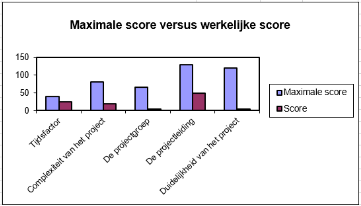 Maximale score versus werkelijke score
150
100
50
0
Tijdsfactor
Complexiteit van het project
De projectgroep
De projectleiding
Duidelijkheid van het project
Maximale score
Score